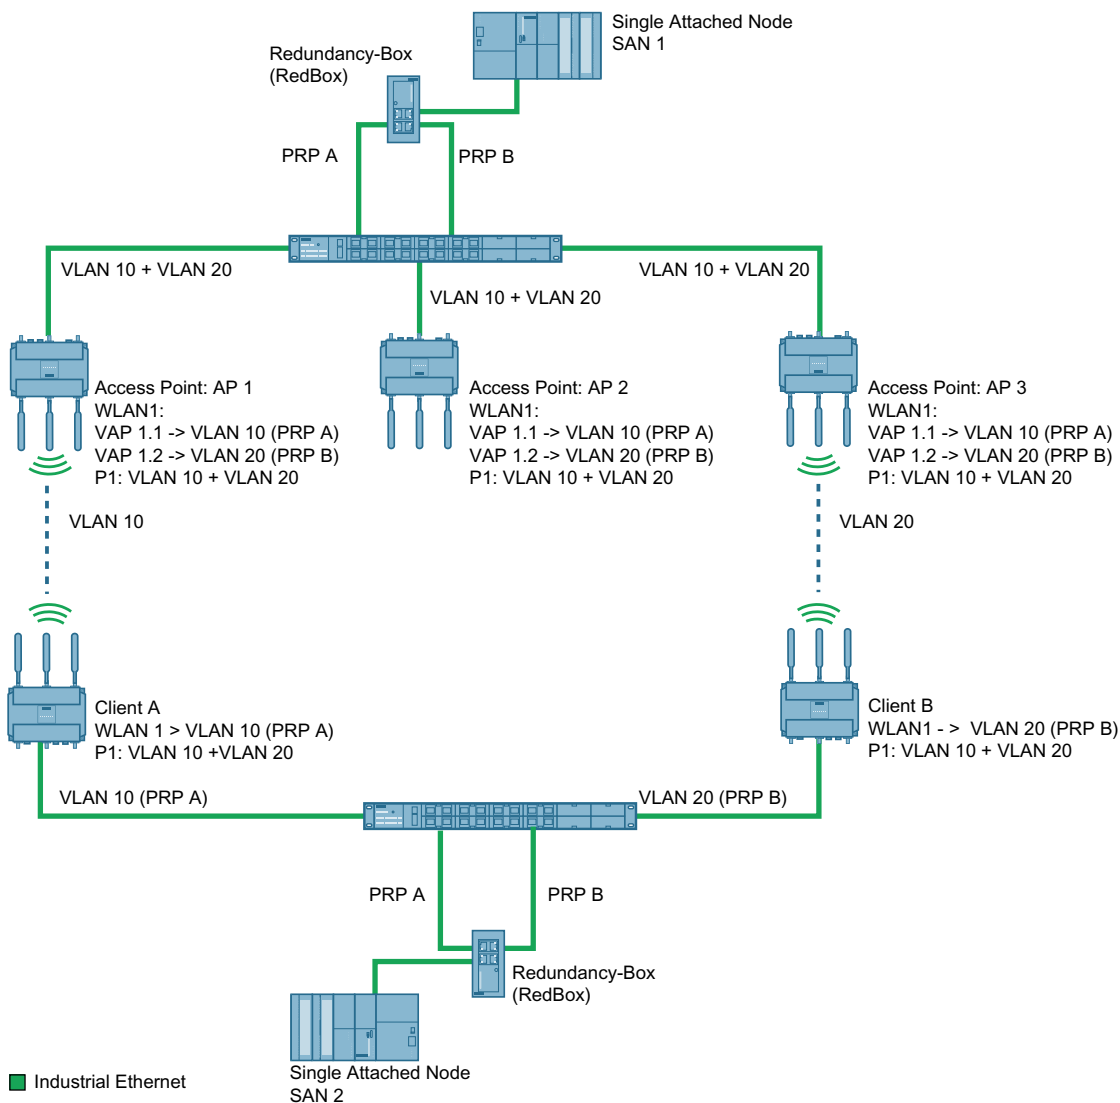 Single Attached Node
SAN 1
Redundancy-Box
(RedBox)
PRP A
PRP B
VLAN 10 + VLAN 20
VLAN 10 + VLAN 20
VLAN 10 + VLAN 20
Access Point: AP 1
WLAN1:
VAP 1.1 -> VLAN 10 (PRP A)
VAP 1.2 -> VLAN 20 (PRP B)
P1: VLAN 10 + VLAN 20
Access Point: AP 2
WLAN1:
VAP 1.1 -> VLAN 10 (PRP A)
VAP 1.2 -> VLAN 20 (PRP B)
P1: VLAN 10 + VLAN 20
Access Point: AP 3
WLAN1:
VAP 1.1 -> VLAN 10 (PRP A)
VAP 1.2 -> VLAN 20 (PRP B)
P1: VLAN 10 + VLAN 20
VLAN 10
VLAN 20
Client A
WLAN 1 > VLAN 10 (PRP A)
P1: VLAN 10 +VLAN 20
Client B
WLAN1 - > VLAN 20 (PRP B)
P1: VLAN 10 + VLAN 20
VLAN 10 (PRP A)
VLAN 20 (PRP B)
PRP A
PRP B
Redundancy-Box
(RedBox)
Single Attached Node
SAN 2
Industrial Ethernet